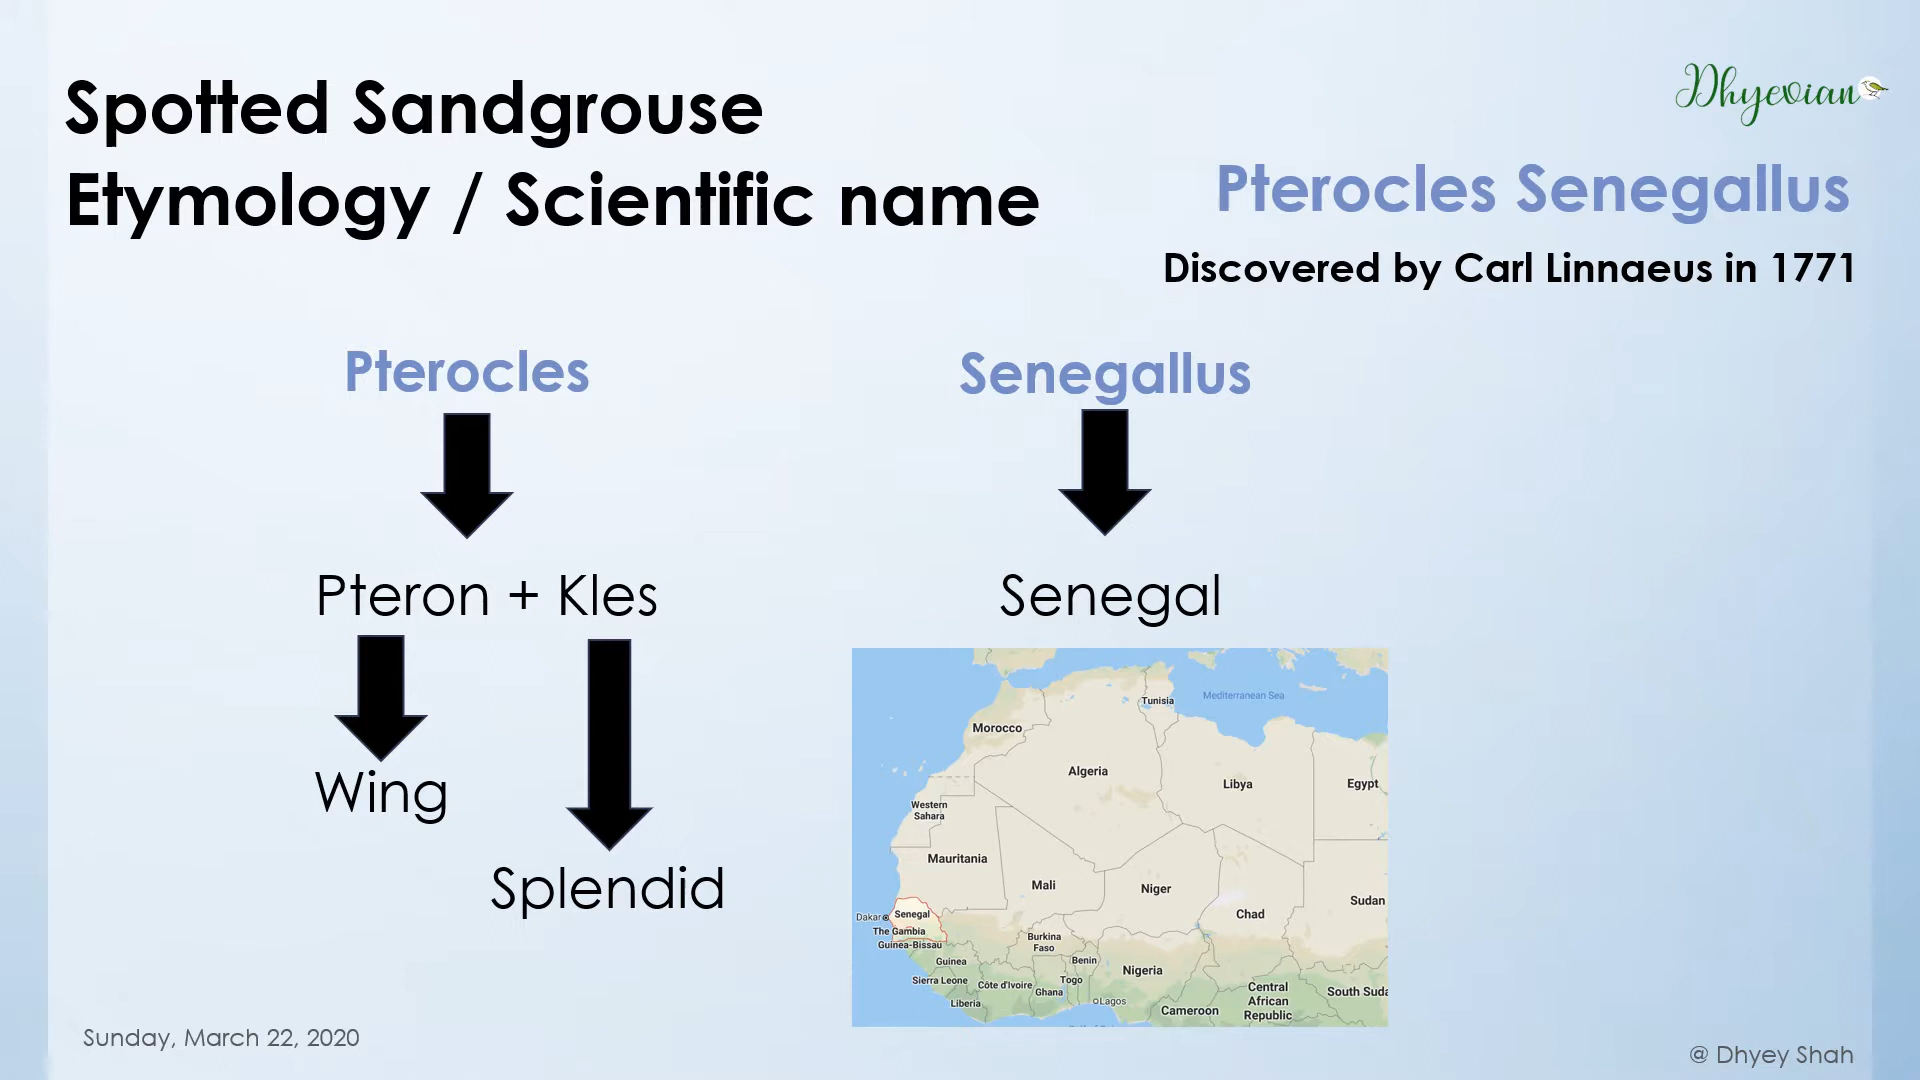 Spotted Sandgrouse
Etymology / Scientific name
Dhyevian
Pterocles Senegallus
Discovered by Carl Linnaeus in 1771
Pterocles
Senegallus
Pteron + Kles
Senegal
Wing
Splendid
Mediterranean Sea
Tunisia
Morocco
Algeria
Libya
Egypt
Western
Sahara
Mauritania
Mali
Niger
Chad
Sudan
Dakar
Senegal
The Gambia
Guinea-Bissau
Burkina
Faso
Guinea
Benin
Nigeria
Sierra Leone
Côte d'Ivoire
Togo
Ghana
Liberia
Lagos
Cameroon
Central
African
Republic
South Suda
Sunday, March 22, 2020
@ Dhyey Shah